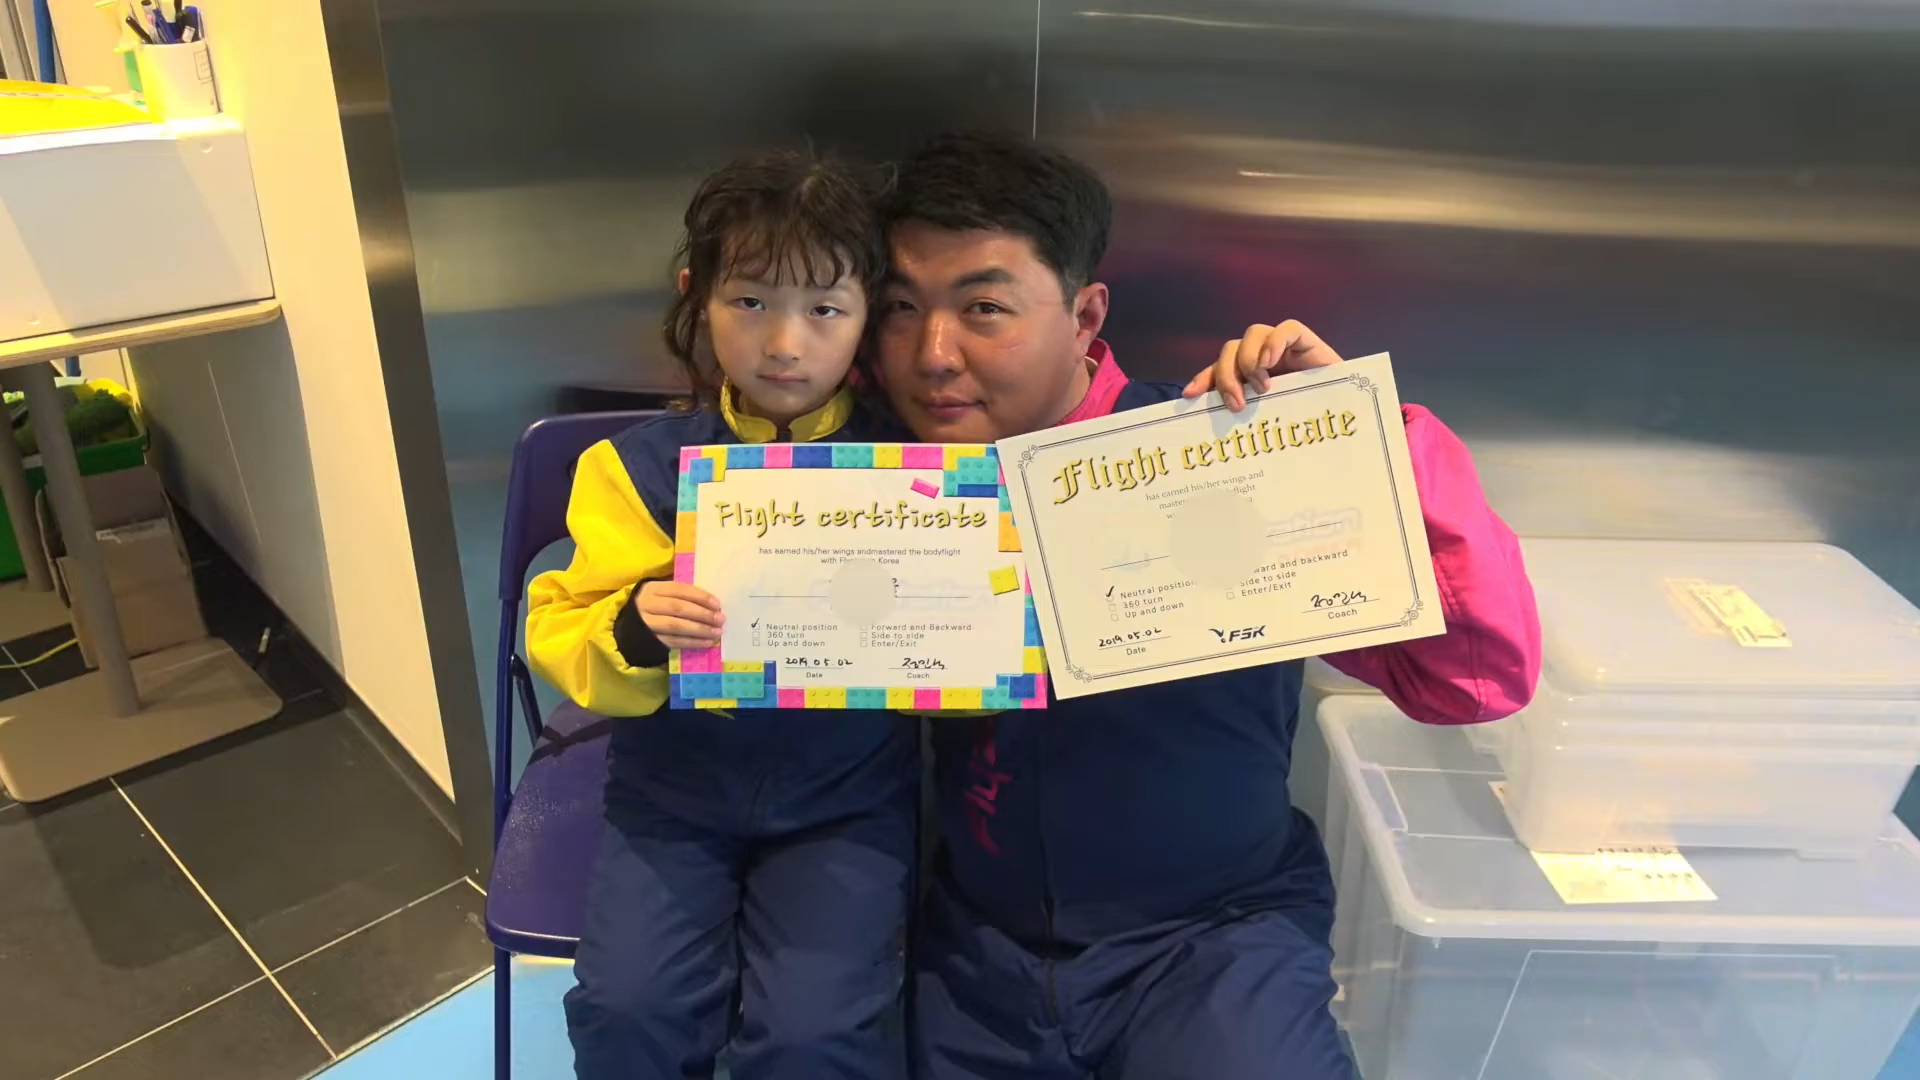 Flight certificate
has earned his/her wings andmastered the bodyflight
with Korea
✓ Neutral position
360 turn
Up and down
Forward and Backward
Side to side
Enter/Exit
2019.05.02
Date
Coach
Flight certificate
has earned his/her wings and
✓ Neutral position
360 turn
Up and down
and backward
Side to side
Enter/Exit
2019.05.02
Date
FSK
Coach